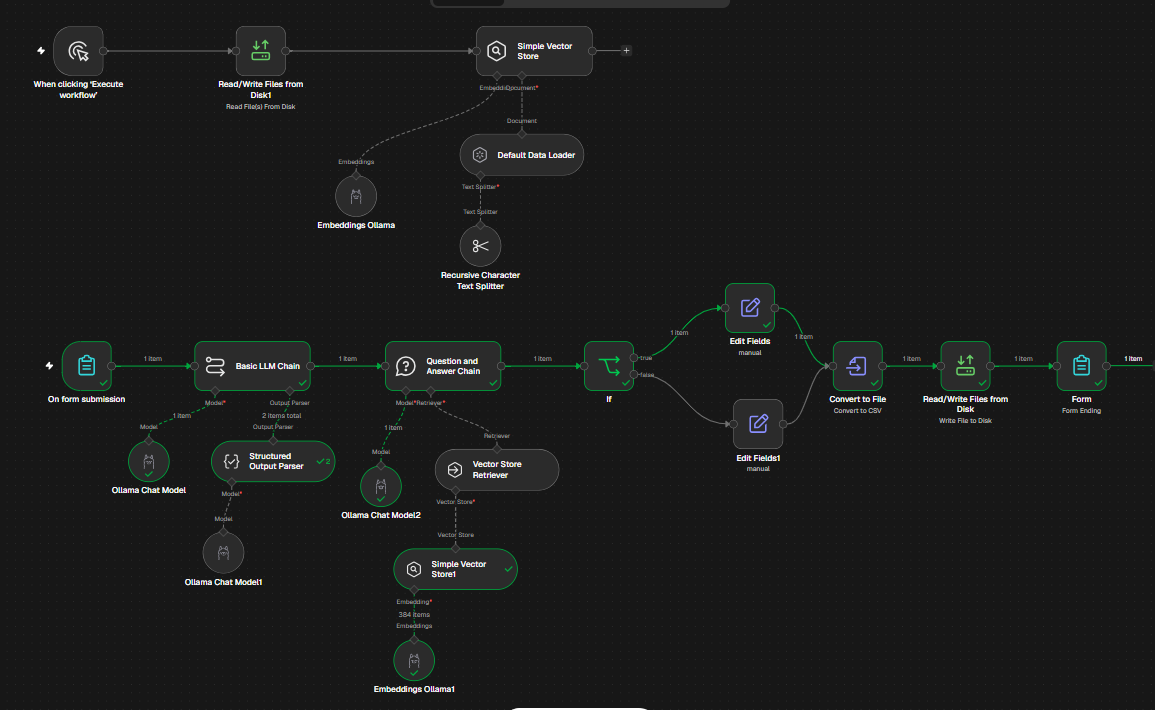 Simple Vector
Store
When clicking 'Execute
workflow'
Read/Write Files from
Disk1
Read File(s) From Disk
Document*
Document
Default Data Loader
Embeddings
Text Splitter*
Text Splitter
Embeddings Ollama
Recursive Character
Text Splitter
1 item
Edit Fields
manual
1 item
1 item
Basic LLM Chain
1 item
Question and
Answer Chain
1 item
true
false
1 item
1 item
1 item
On form submission
Model*
Output Parser
Model*
Retriever*
If
Convert to File
Convert to CSV
Read/Write Files from
Disk
Write File to Disk
Form
Form Ending
1 item
2 items total
Model
Output Parser
1 item
Retriever
Model
Edit Fields1
manual
Structured
Output Parser
2
Vector Store
Retriever
Ollama Chat Model
Model*
Vector Store*
Ollama Chat Model2
Model
Vector Store
Simple Vector
Store1
Ollama Chat Model1
Embedding*
384 items
Embeddings
Embeddings Ollama1